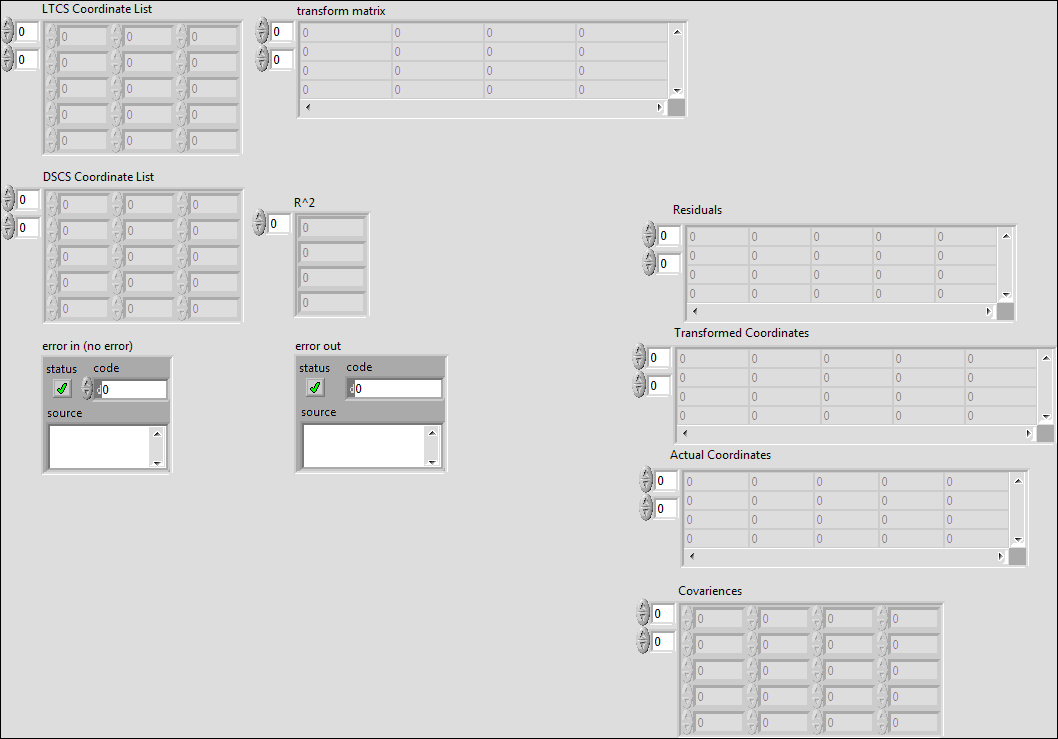 LTCS Coordinate List
0 0 0 0
0 0 0 0
0 0 0
0 0 0
0 0 0
transform matrix
0 0 0 0 0
0 0 0 0 0
0 0 0 0
0 0 0 0
DSCS Coordinate List
0 0 0 0
0 0 0 0
0 0 0
0 0 0
0 0 0
R^2
0 0
0
0
0
Residuals
0 0 0 0 0 0
0 0 0 0 0 0
0 0 0 0 0
0 0 0 0 0
error in (no error)
status code
0
source
error out
status code
0
source
Transformed Coordinates
0 0 0 0 0 0
0 0 0 0 0 0
0 0 0 0 0
0 0 0 0 0
Actual Coordinates
0 0 0 0 0 0
0 0 0 0 0 0
0 0 0 0 0
0 0 0 0 0
Covariences
0 0 0 0 0
0 0 0 0 0
0 0 0 0
0 0 0 0
0 0 0 0